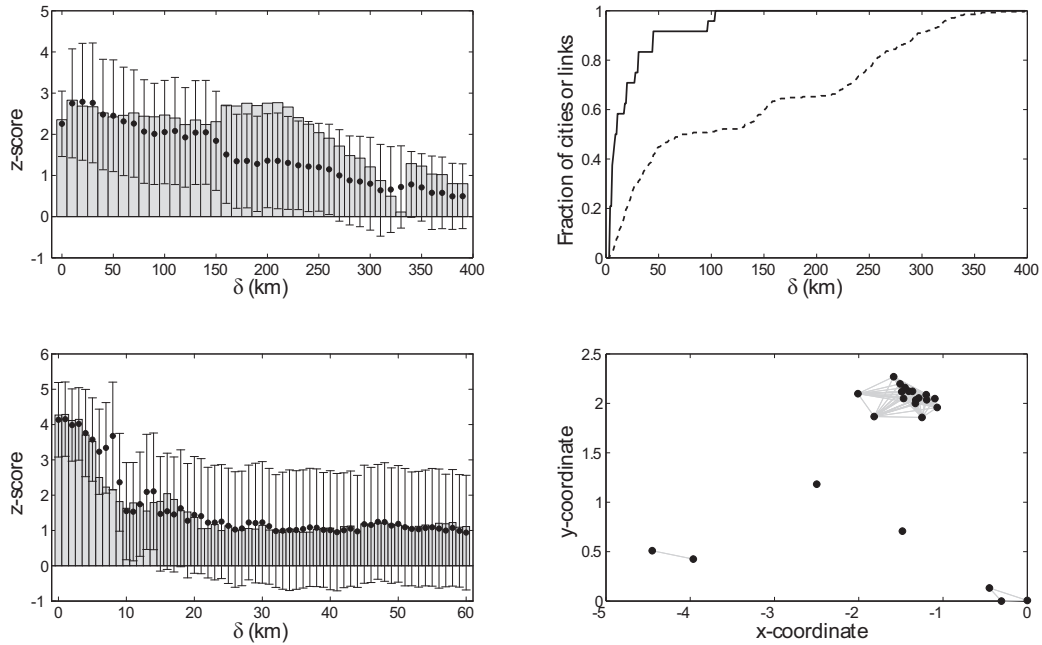 5
4
3
2
1
0
-1
z-score
0 50 100 150 200 250 300 350 400
δ (km)
1
0.8
0.6
0.4
0.2
0
Fraction of cities or links
0 50 100 150 200 250 300 350 400
δ (km)
6
5
4
3
2
1
0
-1
z-score
0 10 20 30 40 50 60
δ (km)
2.5
2
1.5
1
0.5
0
y-coordinate
-5 -4 -3 -2 -1 0
x-coordinate